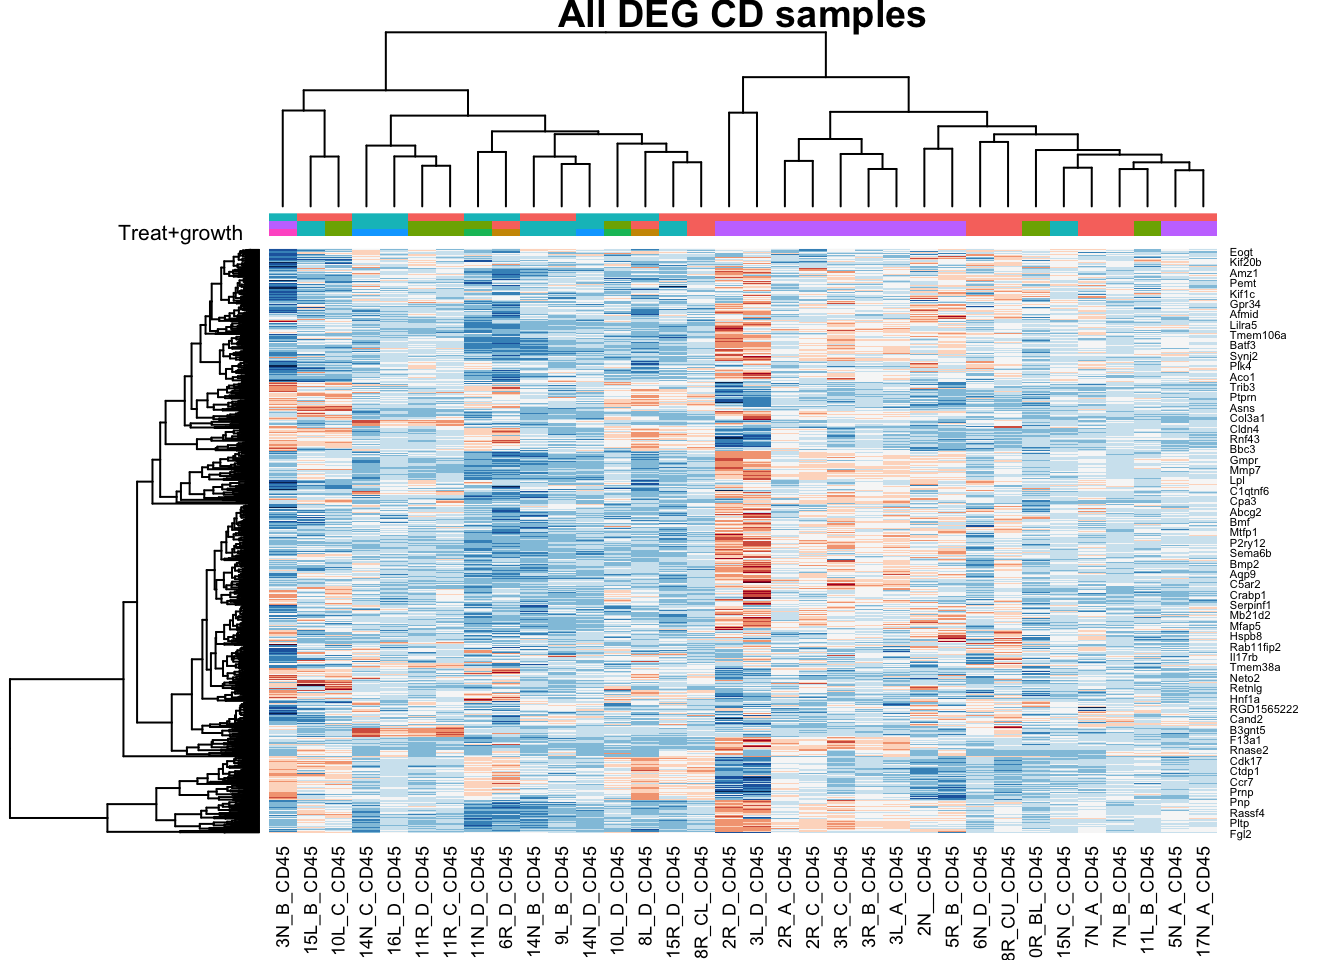 All DEG CD samples
Treat+growth
Eogt
Kif20b
Amz1
Pemt
Kif1c
Gpr34
Afmid
Lilra5
Tmem106a
Batf3
Synj2
Plk4
Aco1
Trib3
Ptprn
Asns
Col3a1
Cldn4
Rnf43
Bbc3
Gmpr
Mmp7
Lpl
C1qtnf6
Cpa3
Abcg2
Bmf
Mtfp1
P2ry12
Sema6b
Bmp2
Aqp9
C5ar2
Crabp1
Serpinf1
Mb21d2
Mfap5
Hspb8
Rab11fip2
Il17rb
Tmem38a
Neto2
Retnlg
Hnf1a
RGD1565222
Cand2
B3gnt5
F13a1
Rnase2
Cdk17
Ctdp1
Ccr7
Prnp
Pnp
Rassf4
Pltp
Fgl2
3N_B_CD45
15L_B_CD45
10L_C_CD45
14N_C_CD45
16L_D_CD45
11R_D_CD45
11R_C_CD45
11N_D_CD45
6R_D_CD45
14N_B_CD45
9L_B_CD45
14N_D_CD45
10L_D_CD45
8L_D_CD45
15R_D_CD45
8R_CL_CD45
2R_D_CD45
3L_D_CD45
2R_A_CD45
2R_C_CD45
3R_C_CD45
3R_B_CD45
3L_A_CD45
2N__CD45
5R_B_CD45
6N_D_CD45
8R_CU_CD45
0R_BL_CD45
15N_C_CD45
7N_A_CD45
7N_B_CD45
11L_B_CD45
5N_A_CD45
17N_A_CD45